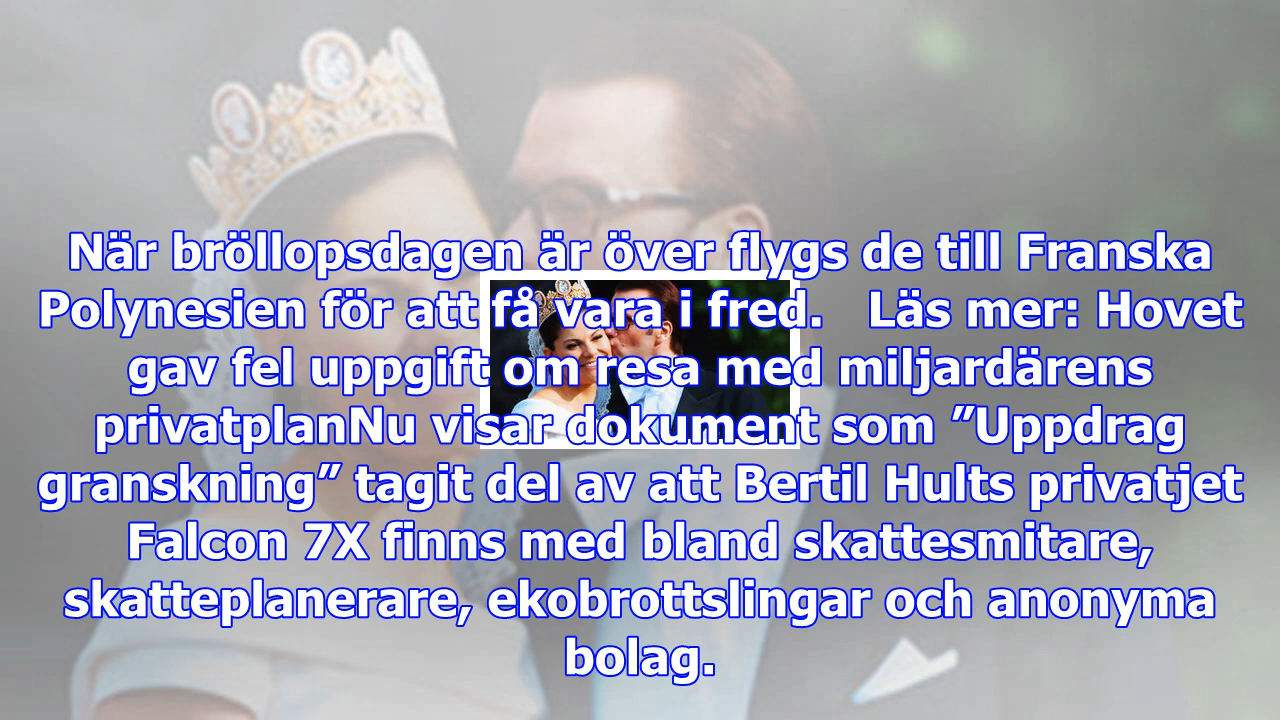 När bröllopsdagen är över flygs de till Franska
Polynesien för att få vara i fred.   Läs mer: Hovet
gav fel uppgift om resa med miljardärens
privatplanNu visar dokument som ”Uppdrag
granskning” tagit del av att Bertil Hults privatjet
Falcon 7X finns med bland skattesmitare,
skatteplanerare, ekobrottslingar och anonyma
bolag.